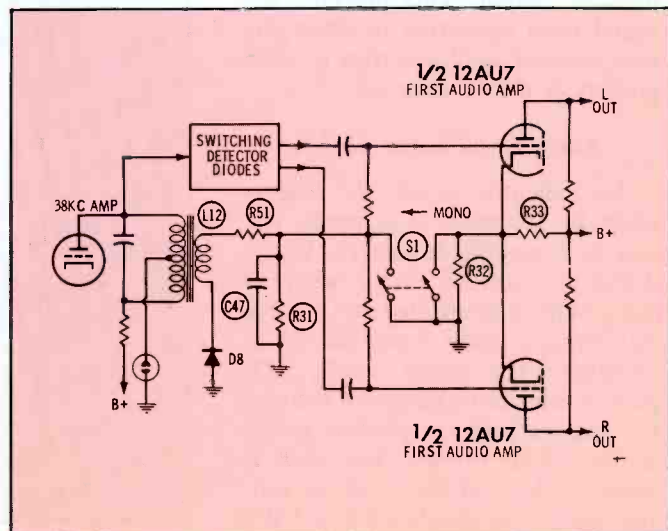 1/2 12AU7
FIRST AUDIO AMP
L
OUT
SWITCHING
DETECTOR
DIODES
38KC AMP
L12
R51
MONO
S1
R33
B+
C47
R31
R32
D8
B+
1/2 12AU7
FIRST AUDIO AMP
R
OUT